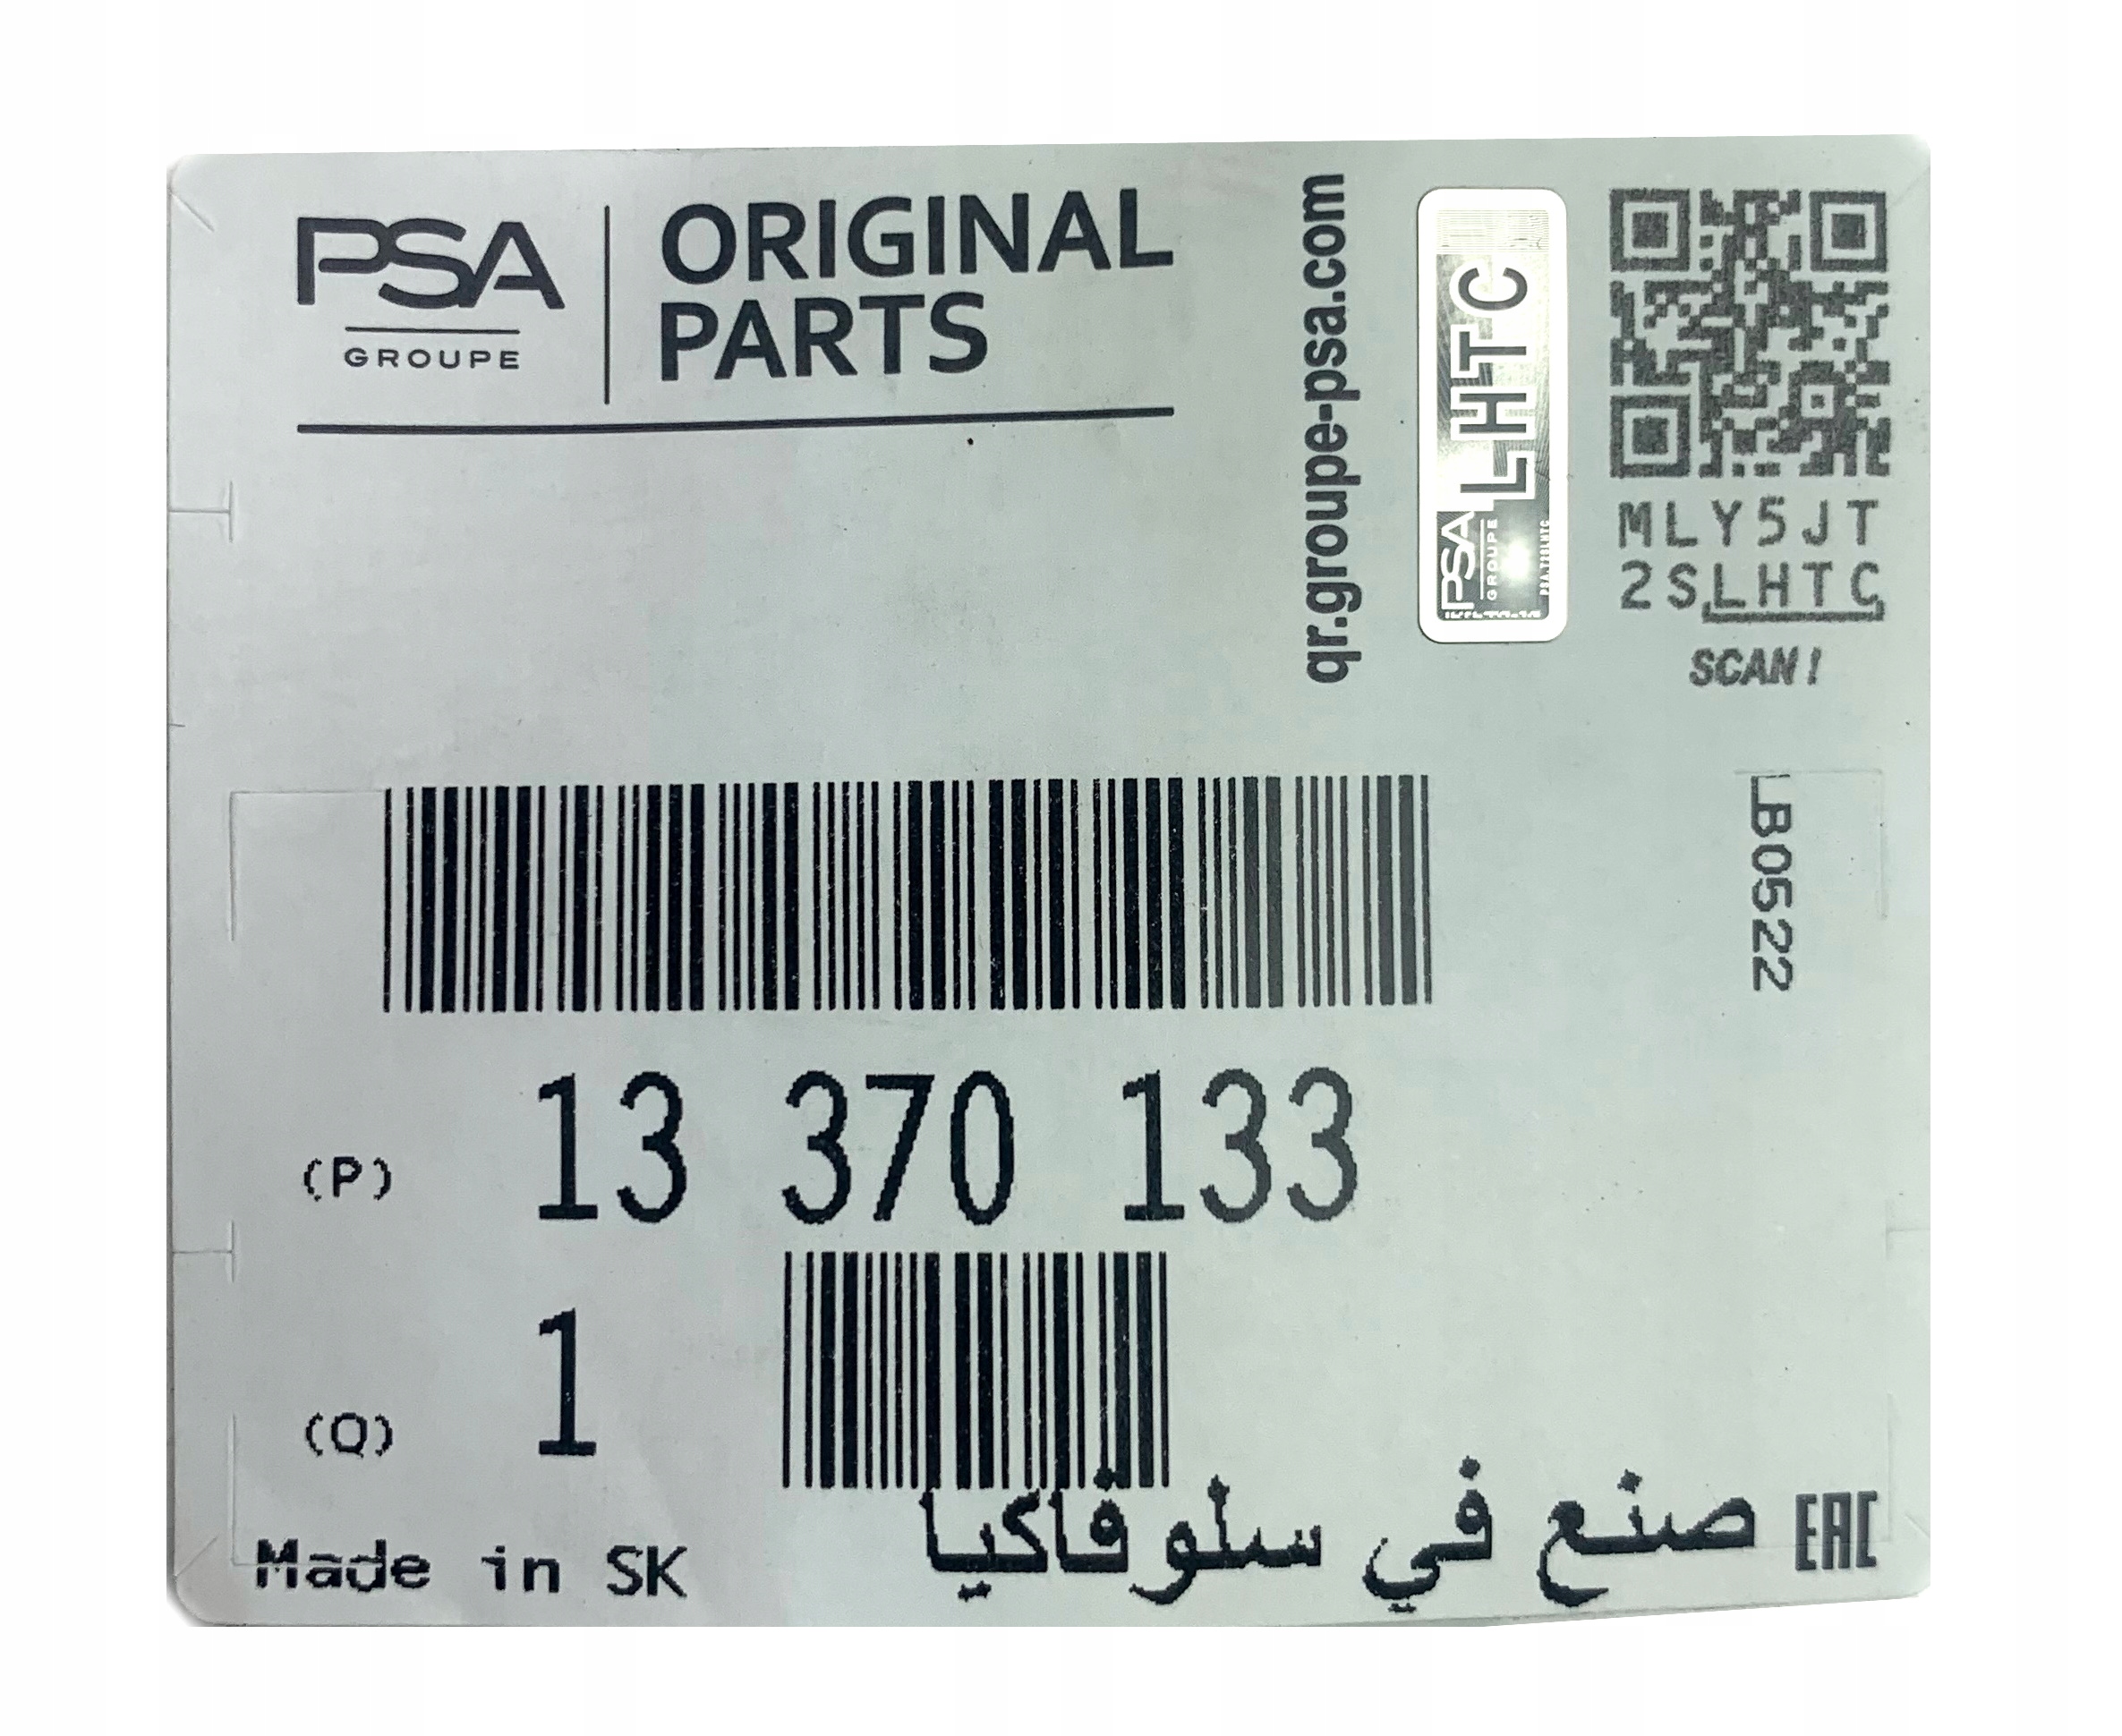 PSA
GROUPE
ORIGINAL
PARTS
qr.groupe-psa.com
LHTC
PSA
GROUPE
MLY5JT
2SLHTC
SCAN!
LB0522
(P) 13 370 133
(Q) 1
Made in SK
صنع في سلوڤاكيا
EAC